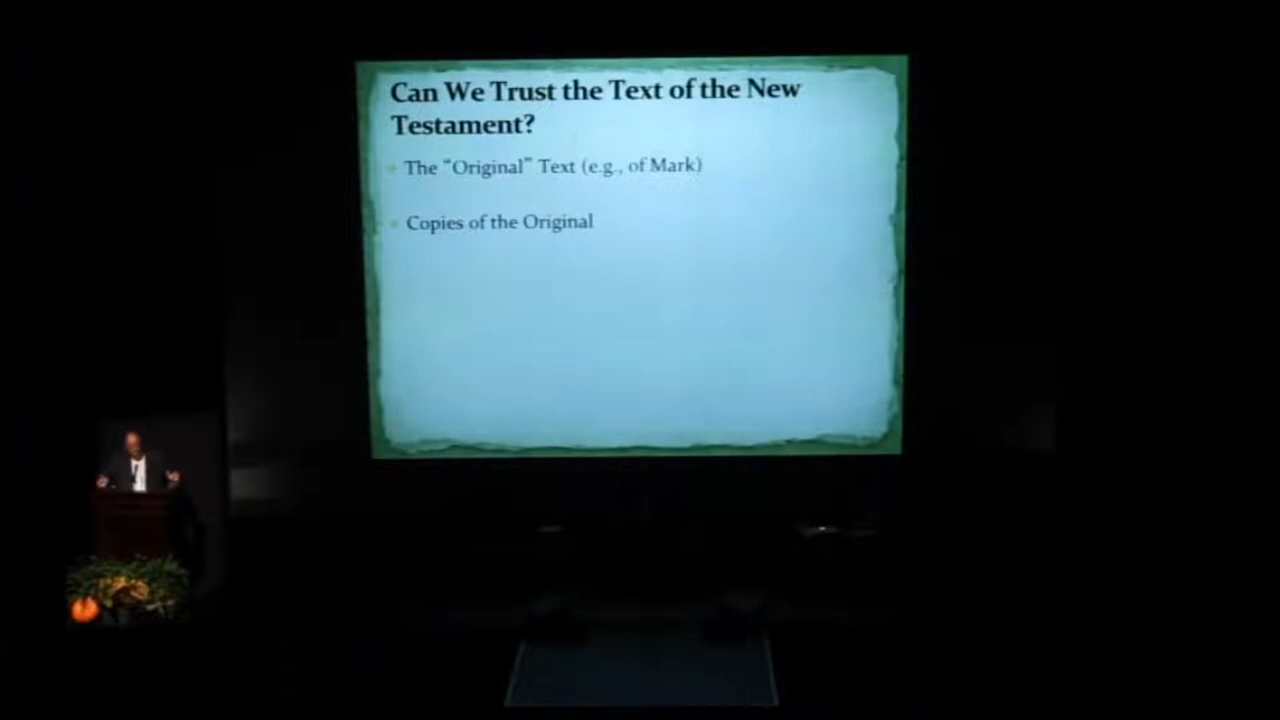 Can We Trust the Text of the New
Testament?
The “Original” Text (e.g., of Mark)
Copies of the Original